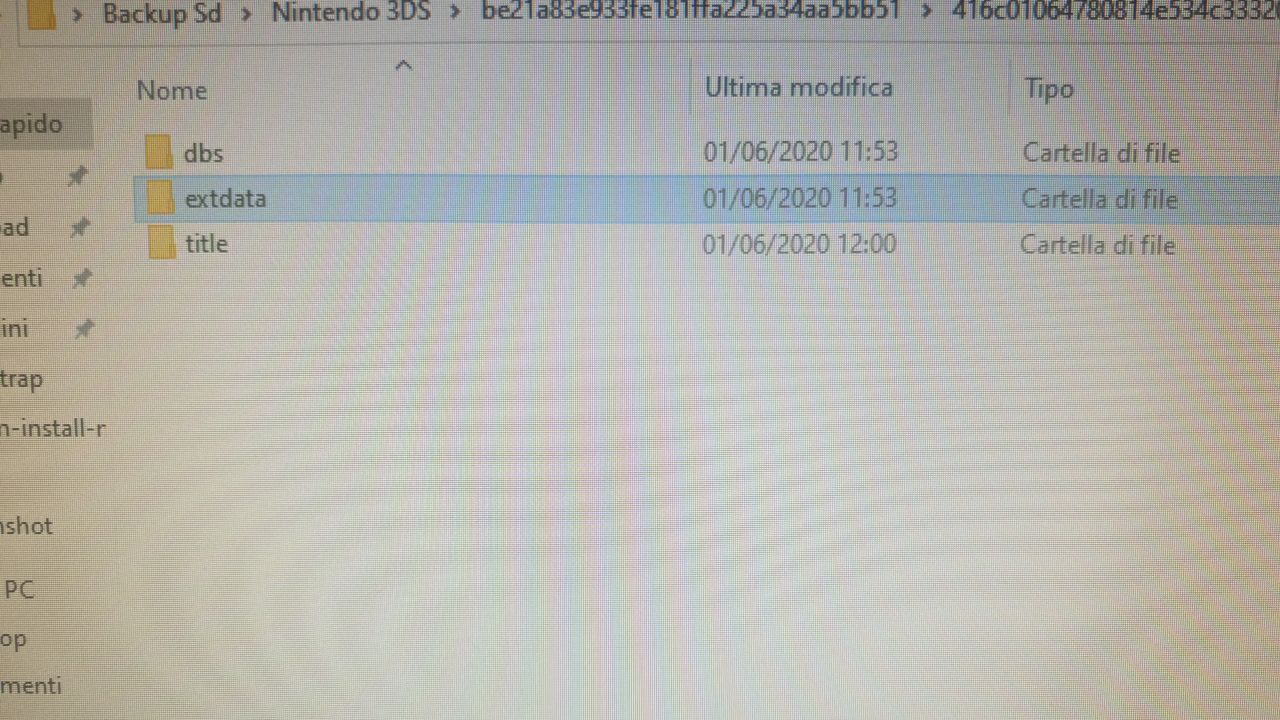 › Backup Sd › Nintendo 3DS › be21a83e933fe181ffa225a34aa5bb51 ›
Nome Ultima modifica Tipo
apido
dbs 01/06/2020 11:53 Cartella di file
extdata 01/06/2020 11:53 Cartella di file
ad
title 01/06/2020 12:00 Cartella di file
enti
ini
trap
n-install-r
nshot
PC
op
menti